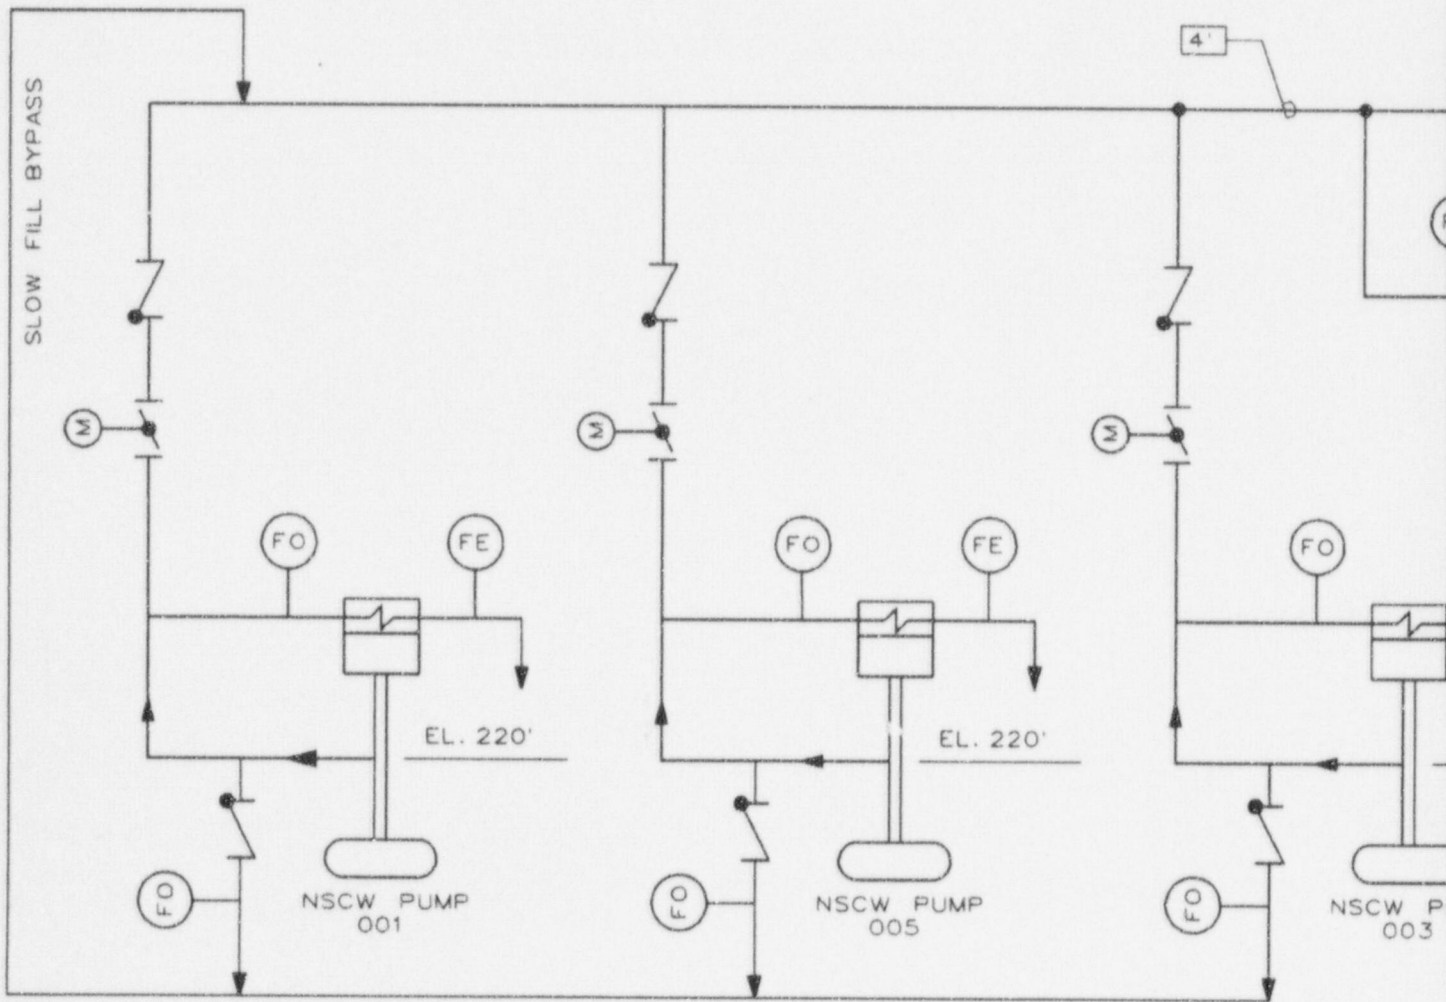 SLOW FILL BYPASS
4'
M
M
M
FO
FE
FO
FE
FO
EL. 220'
EL. 220'
FO
NSCW PUMP
001
FO
NSCW PUMP
005
FO
NSCW P
003